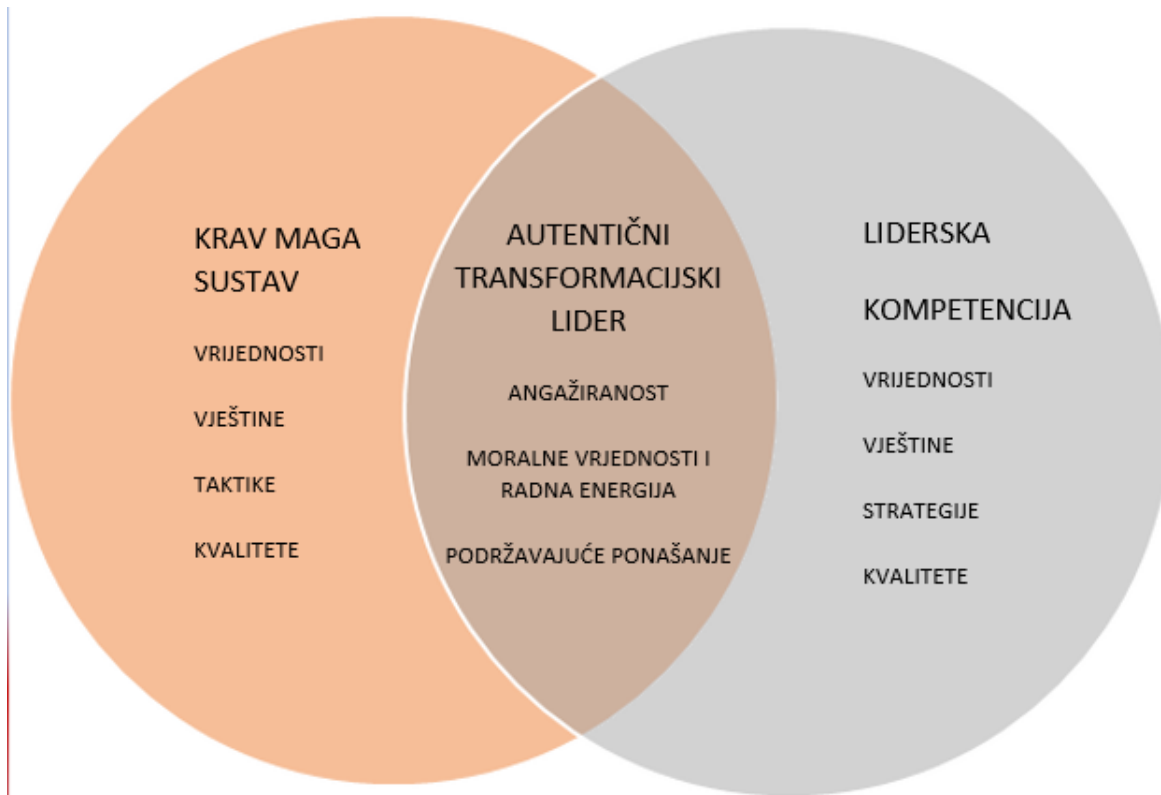 KRAV MAGA
SUSTAV
VRIJEDNOSTI
VJEŠTINE
TAKTIKE
KVALITETE
AUTENTIČNI
TRANSFORMACIJSKI
LIDER
ANGAŽIRANOST
MORALNE VRJEDNOSTI I
RADNA ENERGIJA
PODRŽAVAJUĆE PONAŠANJE
LIDERSKA
KOMPETENCIJA
VRIJEDNOSTI
VJEŠTINE
STRATEGIJE
KVALITETE